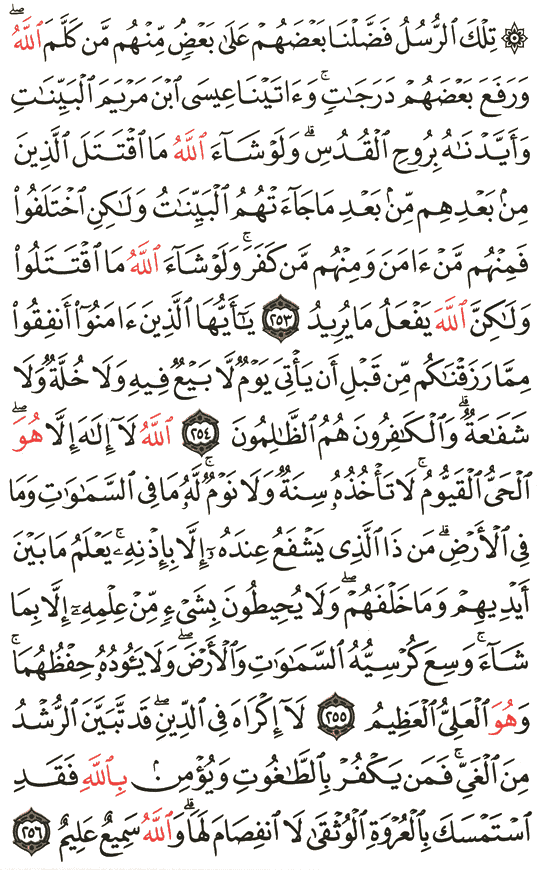 ۞ تِلْكَ ٱلرُّسُلُ فَضَّلْنَا بَعْضَهُمْ عَلَىٰ بَعْضٍۘ مِّنْهُم مَّن كَلَّمَ ٱللَّهُۖ
وَرَفَعَ بَعْضَهُمْ دَرَجَٰتٍۚ وَءَاتَيْنَا عِيسَى ٱبْنَ مَرْيَمَ ٱلْبَيِّنَٰتِ
وَأَيَّدْنَٰهُ بِرُوحِ ٱلْقُدُسِۗ وَلَوْ شَآءَ ٱللَّهُ مَا ٱقْتَتَلَ ٱلَّذِينَ
مِنۢ بَعْدِهِم مِّنۢ بَعْدِ مَا جَآءَتْهُمُ ٱلْبَيِّنَٰتُ وَلَٰكِنِ ٱخْتَلَفُوا۟
فَمِنْهُم مَّنْ ءَامَنَ وَمِنْهُم مَّن كَفَرَۚ وَلَوْ شَآءَ ٱللَّهُ مَا ٱقْتَتَلُوا۟
وَلَٰكِنَّ ٱللَّهَ يَفْعَلُ مَا يُرِيدُ ٢٥٣ يَٰٓأَيُّهَا ٱلَّذِينَ ءَامَنُوٓا۟ أَنفِقُوا۟
مِمَّا رَزَقْنَٰكُم مِّن قَبْلِ أَن يَأْتِىَ يَوْمٌ لَّا بَيْعٌ فِيهِ وَلَا خُلَّةٌ وَلَا
شَفَٰعَةٌۗ وَٱلْكَٰفِرُونَ هُمُ ٱلظَّٰلِمُونَ ٢٥٤ ٱللَّهُ لَآ إِلَٰهَ إِلَّا هُوَۖ
ٱلْحَىُّ ٱلْقَيُّومُۚ لَا تَأْخُذُهُۥ سِنَةٌ وَلَا نَوْمٌۚ لَّهُۥ مَا فِى ٱلسَّمَٰوَٰتِ وَمَا
فِى ٱلْأَرْضِۗ مَن ذَا ٱلَّذِى يَشْفَعُ عِندَهُۥٓ إِلَّا بِإِذْنِهِۦۚ يَعْلَمُ مَا بَيْنَ
أَيْدِيهِمْ وَمَا خَلْفَهُمْۖ وَلَا يُحِيطُونَ بِشَىْءٍ مِّنْ عِلْمِهِۦٓ إِلَّا بِمَا
شَآءَۚ وَسِعَ كُرْسِيُّهُ ٱلسَّمَٰوَٰتِ وَٱلْأَرْضَۖ وَلَا يَـُٔودُهُۥ حِفْظُهُمَاۚ
وَهُوَ ٱلْعَلِىُّ ٱلْعَظِيمُ ٢٥٥ لَآ إِكْرَاهَ فِى ٱلدِّينِۖ قَد تَّبَيَّنَ ٱلرُّشْدُ
مِنَ ٱلْغَىِّۚ فَمَن يَكْفُرْ بِٱلطَّٰغُوتِ وَيُؤْمِنۢ بِٱللَّهِ فَقَدِ
ٱسْتَمْسَكَ بِٱلْعُرْوَةِ ٱلْوُثْقَىٰ لَا ٱنفِصَامَ لَهَاۗ وَٱللَّهُ سَمِيعٌ عَلِيمٌ ٢٥٦